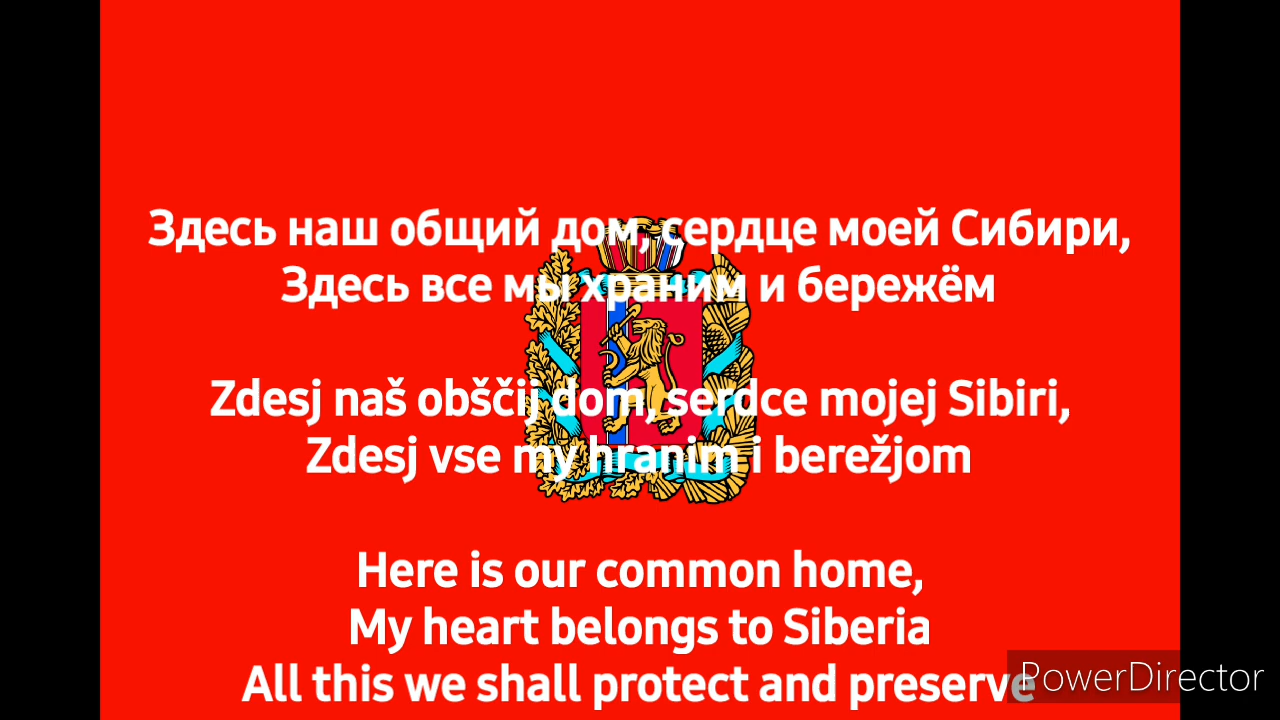 Здесь наш общий дом, сердце моей Сибири,
Здесь все мы храним и бережём
Zdesj naš obščij dom, serdce mojej Sibiri,
Zdesj vse my hranim i berežjom
Here is our common home,
My heart belongs to Siberia
All this we shall protect and preserve
PowerDirector